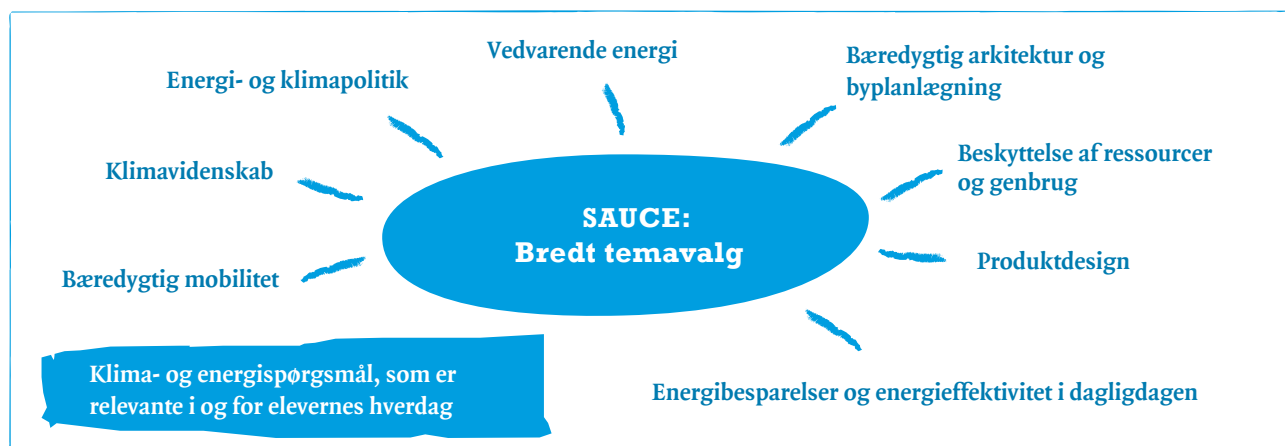 Vedvarende energi
Energi- og klimapolitik
Bæredygtig arkitektur og
byplanlægning
Klimavidenskab
Beskyttelse af ressourcer
og genbrug
SAUCE:
Bredt temavalg
Bæredygtig mobilitet
Produktdesign
Klima- og energispørgsmål, som er
relevante i og for elevernes hverdag
Energibesparelser og energieffektivitet i dagligdagen